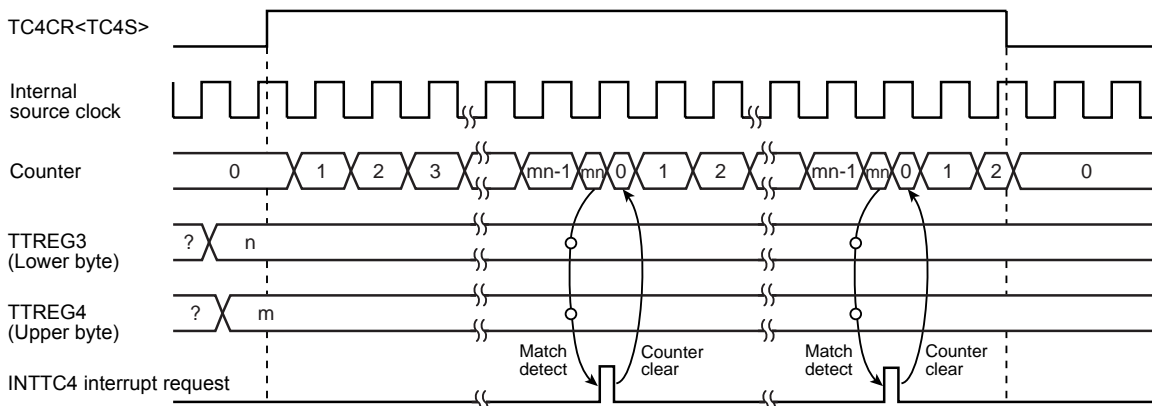 TC4CR<TC4S>
Internal
source clock
Counter
0 1 2 3 mn-1 mn 0 1 2 mn-1 mn 0 1 2 0
TTREG3
(Lower byte)
? n
TTREG4
(Upper byte)
? m
Match
detect
Counter
clear
Match
detect
Counter
clear
INTTC4 interrupt request